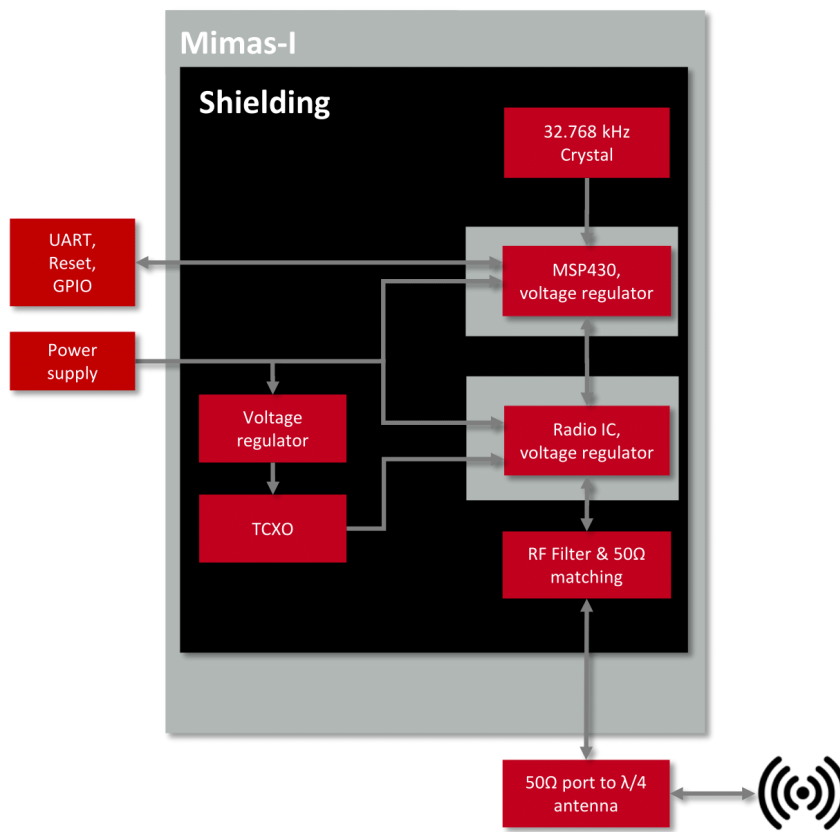 Mimas-I
Shielding
32.768 kHz
Crystal
UART,
Reset,
GPIO
MSP430,
voltage regulator
Power
supply
Voltage
regulator
Radio IC,
voltage regulator
TCXO
RF Filter & 50Ω
matching
50Ω port to λ/4
antenna